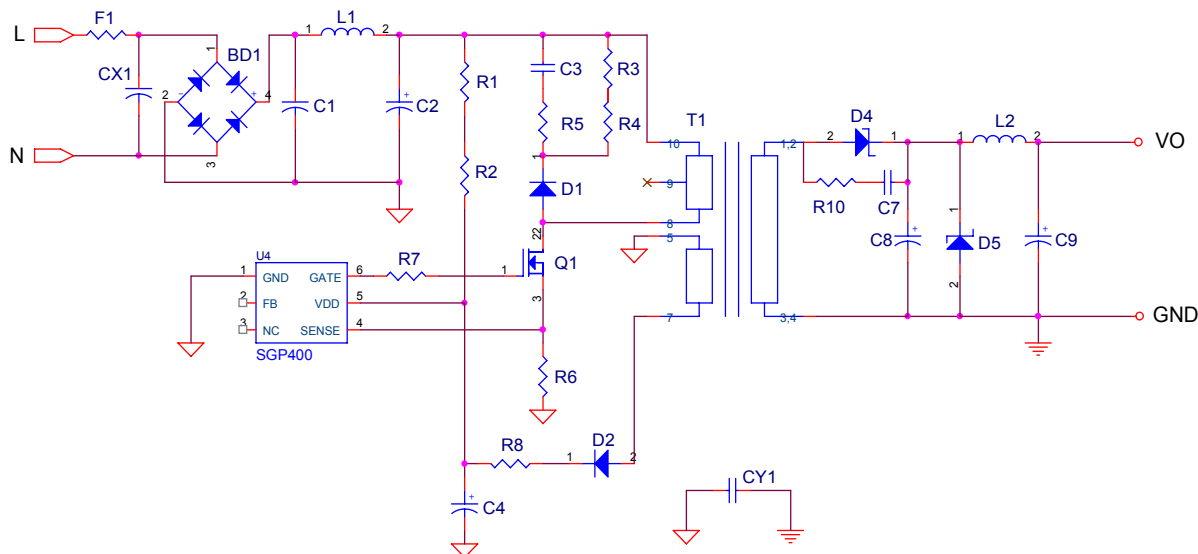 L
F1
CX1
N
1
2
-
BD1
+
4
3
C1
1
L1
2
C2
+
R1
R2
C3
R5
R3
R4
1
D1
22
Q1
1
3
R7
U4
1
GND
GATE
6
2
FB
VDD
5
3
NC
SENSE
4
SGP400
R6
T1
10
9
8
5
7
1,2
3,4
2
D4
1
R10
C7
C8
+
1
D5
2
1
L2
2
C9
+
VO
GND
R8
1
D2
2
C4
+
CY1